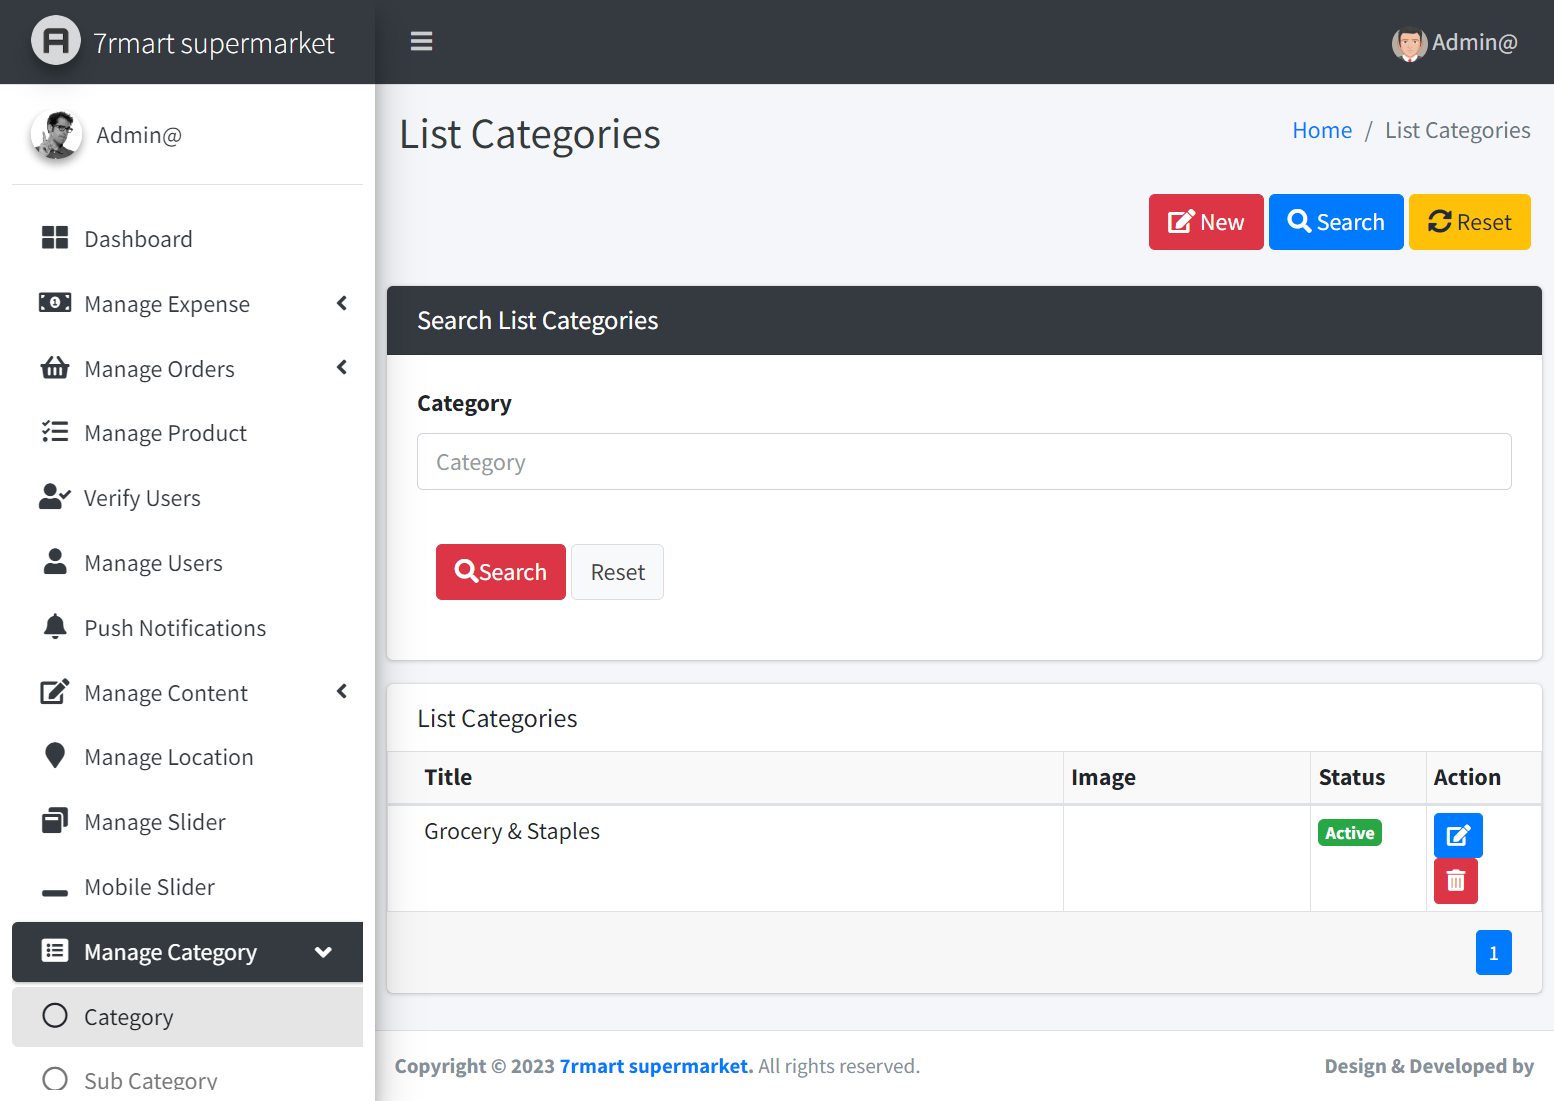 7rmart supermarket
Admin@
Admin@
Dashboard
Manage Expense
Manage Orders
Manage Product
Verify Users
Manage Users
Push Notifications
Manage Content
Manage Location
Manage Slider
Mobile Slider
Manage Category
Category
Sub Category
List Categories
Home / List Categories
New
Search
Reset
Search List Categories
Category
Category
Search
Reset
List Categories
Title Image Status Action
Grocery & Staples Active
1
Copyright © 2023 7rmart supermarket. All rights reserved.
Design & Developed by